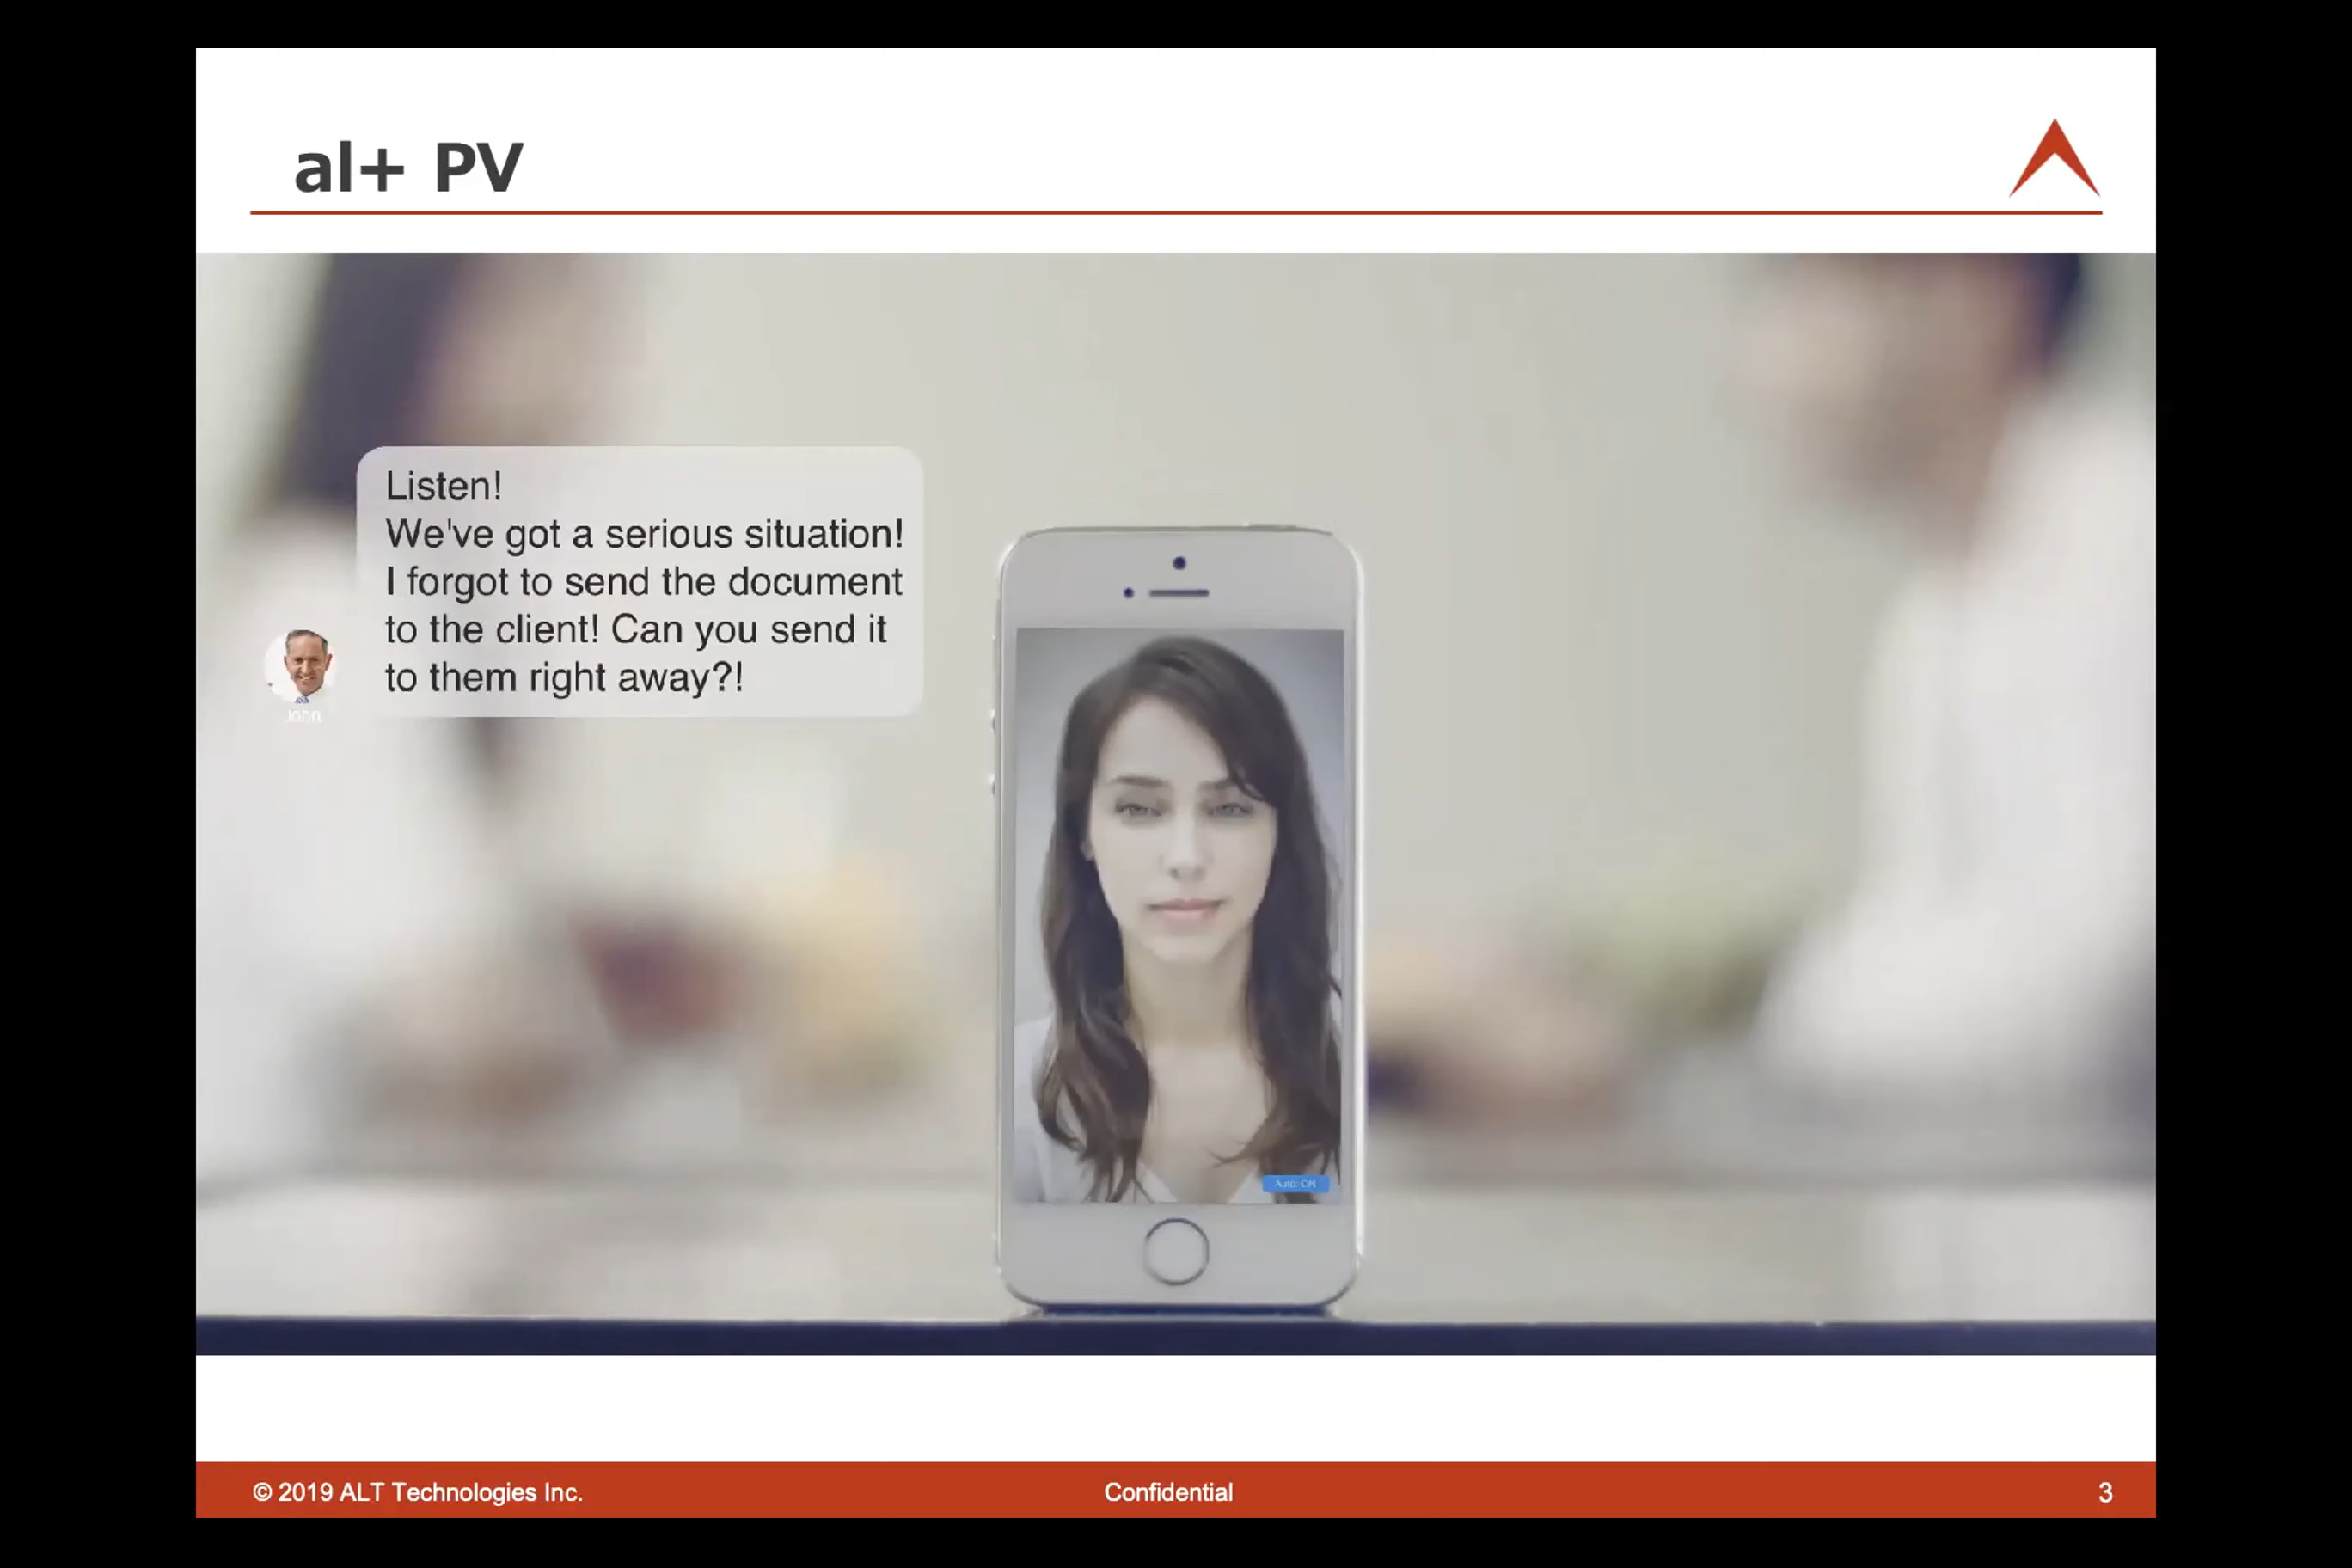 al+ PV
Listen!
We've got a serious situation!
I forgot to send the document
to the client! Can you send it
to them right away?!
John
© 2019 ALT Technologies Inc.
Confidential
3